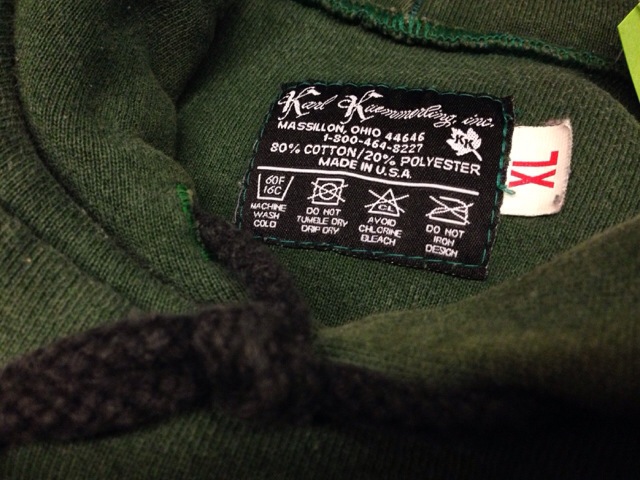 Karl Kuemmerling, inc.
MASSILLON, OHIO 44646
1-800-464-8227
80% COTTON/20% POLYESTER
MADE IN U.S.A.
KK
XL
60F
16C
MACHINE
WASH
COLD
DO NOT
TUMBLE DRY
DRIP DRY
CL
AVOID
CHLORINE
BLEACH
DO NOT
IRON
DESIGN